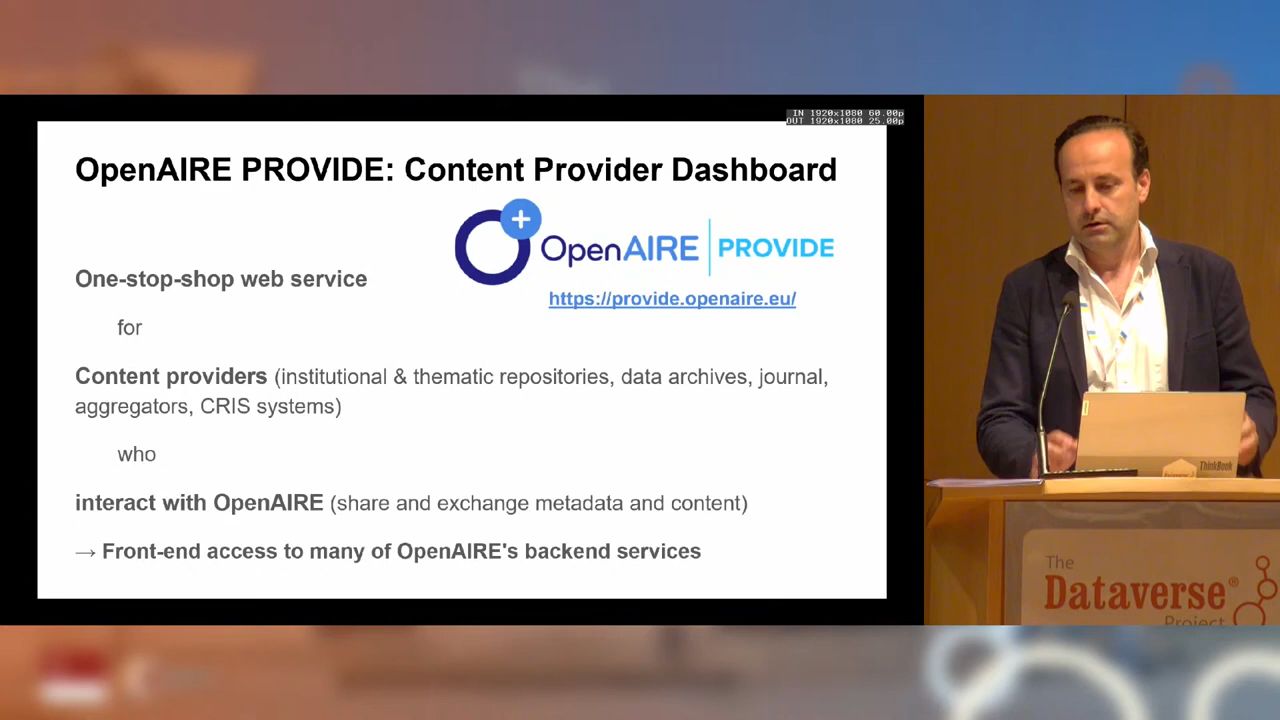 IN 1920x1080 60.00p
OUT 1920x1080 25.00p
OpenAIRE PROVIDE: Content Provider Dashboard
OpenAIRE PROVIDE
https://provide.openaire.eu/
One-stop-shop web service
for
Content providers (institutional & thematic repositories, data archives, journal,
aggregators, CRIS systems)
who
interact with OpenAIRE (share and exchange metadata and content)
→ Front-end access to many of OpenAIRE's backend services
ThinkBook
The
Dataverse®
Project